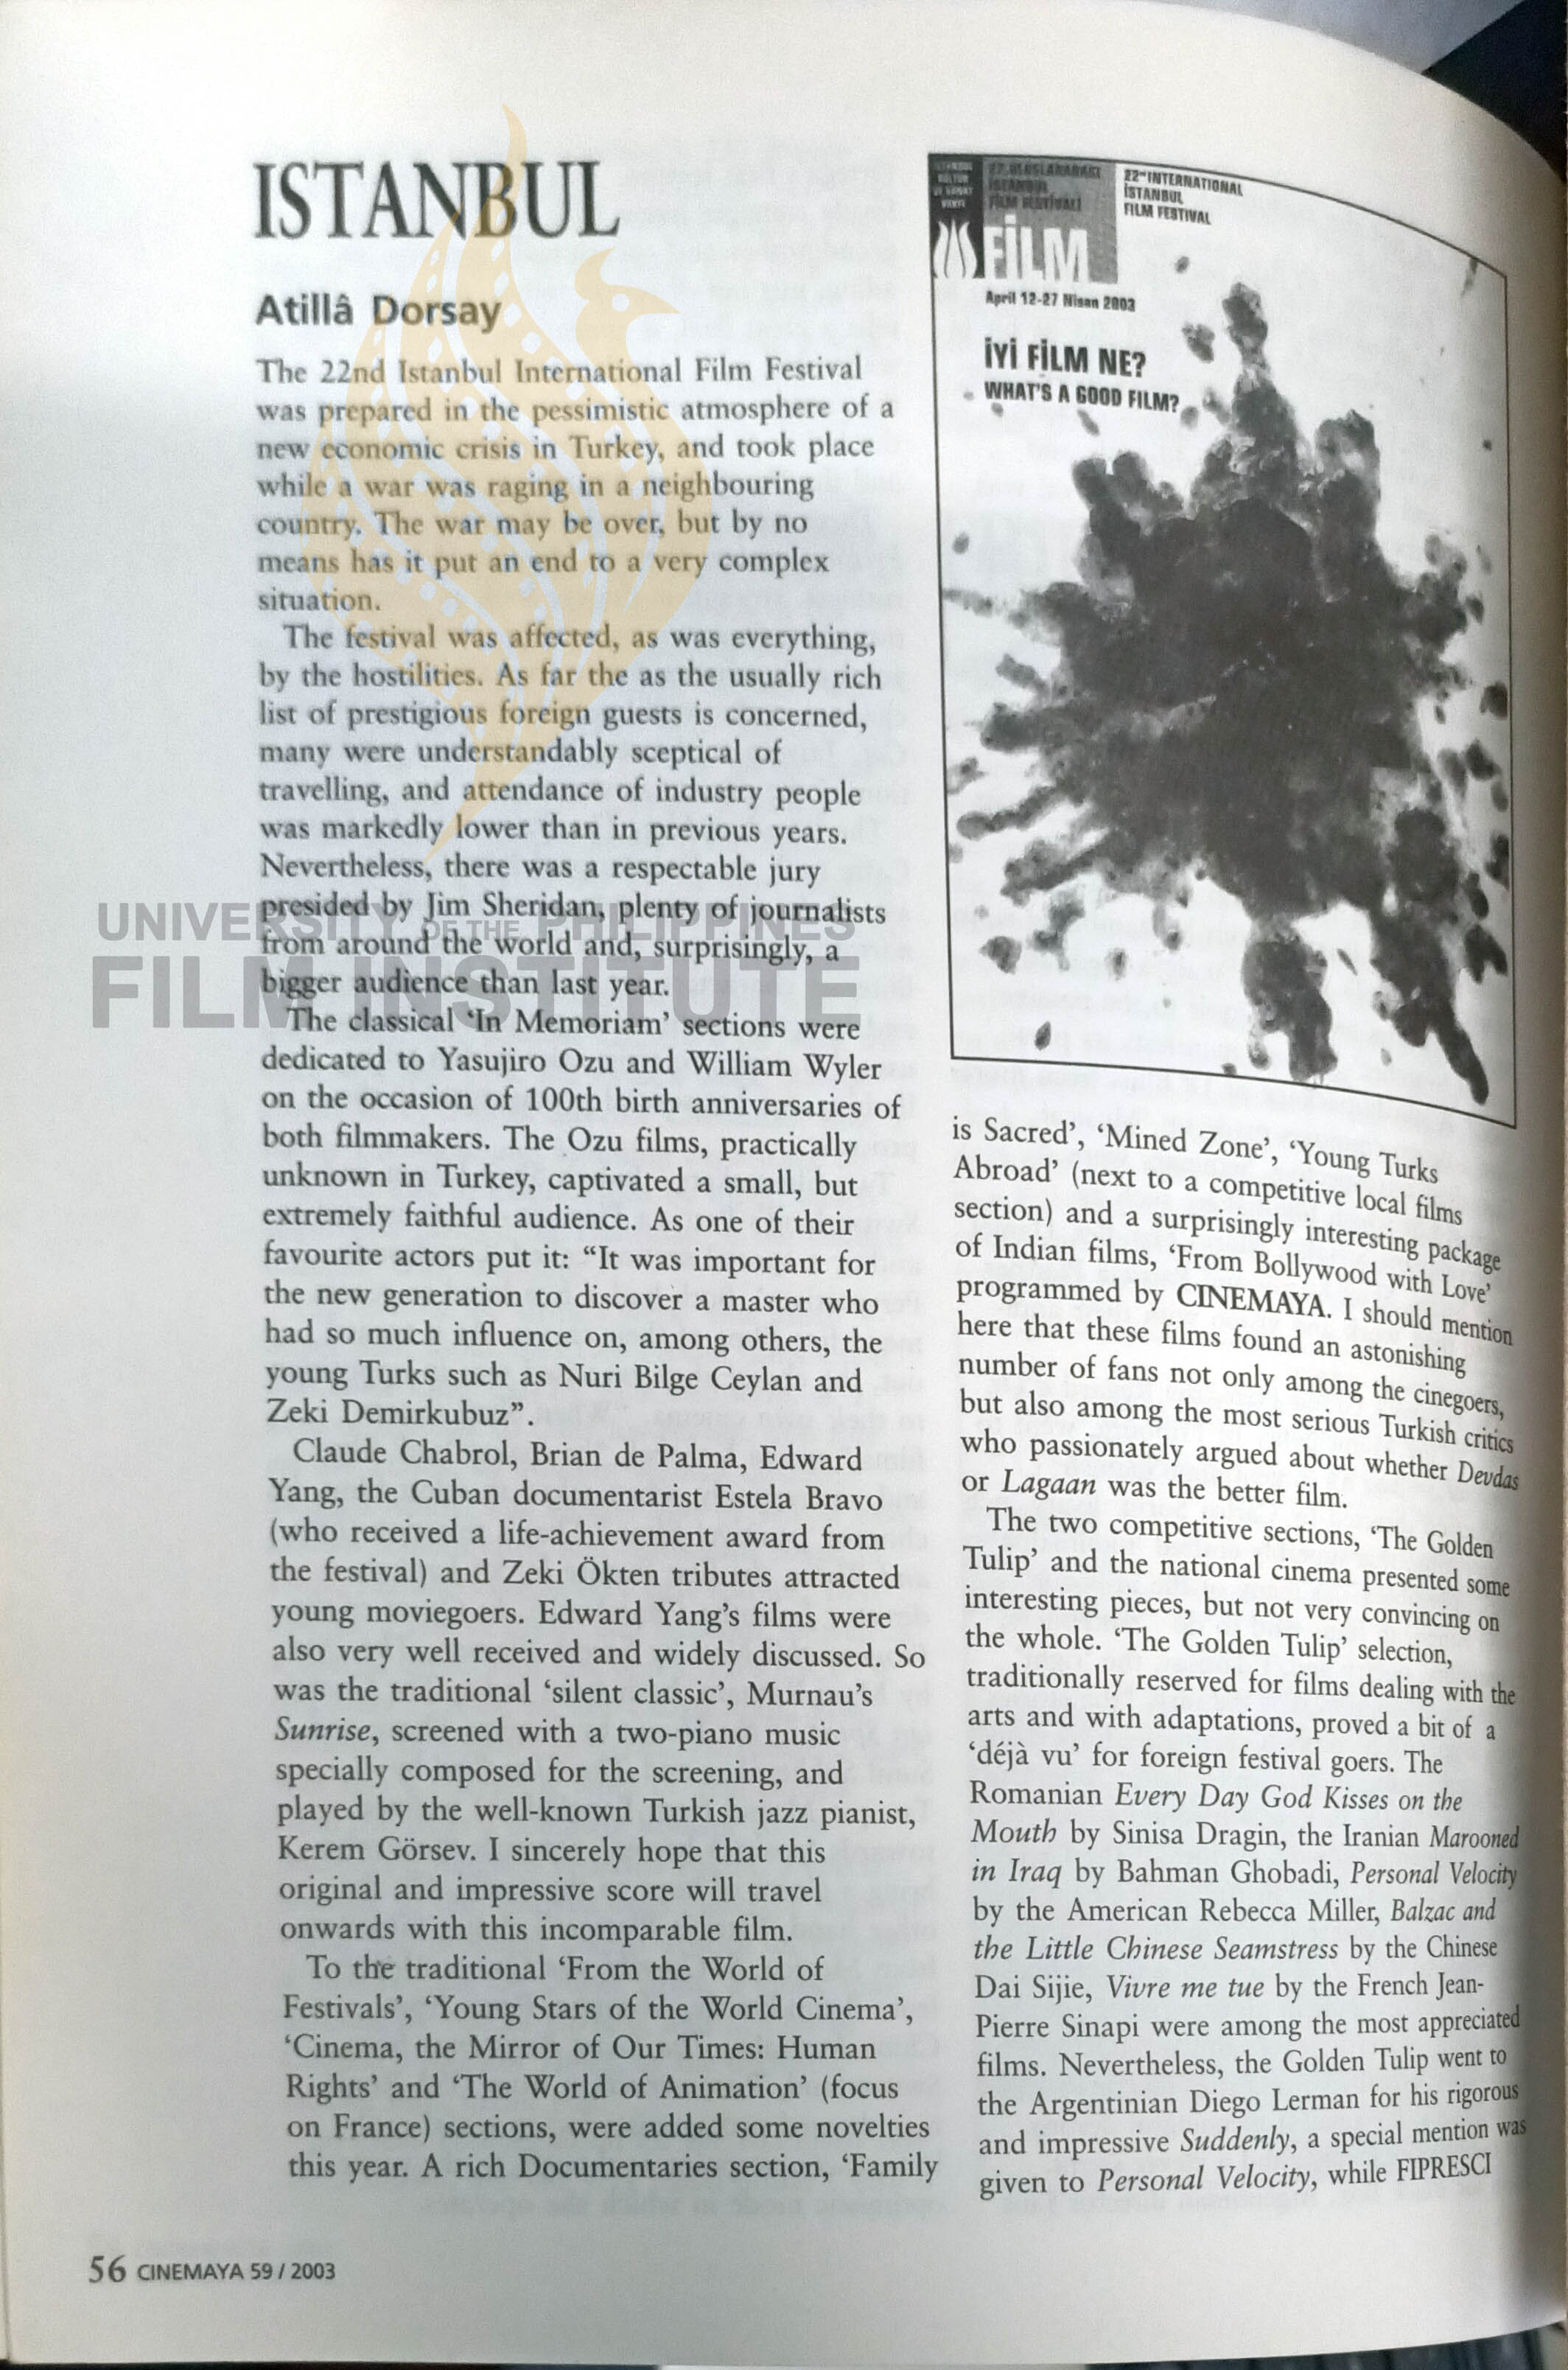 ISTANBUL
Atillâ Dorsay
The 22nd Istanbul International Film Festival
was prepared in the pessimistic atmosphere of a
new economic crisis in Turkey, and took place
while a war was raging in a neighbouring
country. The war may be over, but by no
means has it put an end to a very complex
situation.
The festival was affected, as was everything,
by the hostilities. As far the as the usually rich
list of prestigious foreign guests is concerned,
many were understandably sceptical of
travelling, and attendance of industry people
was markedly lower than in previous years.
Nevertheless, there was a respectable jury
presided by Jim Sheridan, plenty of journalists
from around the world and, surprisingly, a
bigger audience than last year.
The classical ‘In Memoriam’ sections were
dedicated to Yasujiro Ozu and William Wyler
on the occasion of 100th birth anniversaries of
both filmmakers. The Ozu films, practically
unknown in Turkey, captivated a small, but
extremely faithful audience. As one of their
favourite actors put it: “It was important for
the new generation to discover a master who
had so much influence on, among others, the
young Turks such as Nuri Bilge Ceylan and
Zeki Demirkubuz”.
Claude Chabrol, Brian de Palma, Edward
Yang, the Cuban documentarist Estela Bravo
(who received a life-achievement award from
the festival) and Zeki Ökten tributes attracted
young moviegoers. Edward Yang’s films were
also very well received and widely discussed. So
was the traditional ‘silent classic’, Murnau’s
Sunrise, screened with a two-piano music
specially composed for the screening, and
played by the well-known Turkish jazz pianist,
Kerem Görsev. I sincerely hope that this
original and impressive score will travel
onwards with this incomparable film.
To the traditional ‘From the World of
Festivals’, ‘Young Stars of the World Cinema’,
‘Cinema, the Mirror of Our Times: Human
Rights’ and ‘The World of Animation’ (focus
on France) sections, were added some novelties
this year. A rich Documentaries section, ‘Family
İSTANBUL
KÜLTÜR
VE SANAT
VAKFI
22. ULUSLARARASI
İSTANBUL
FİLM FESTİVALİ
FİLM
22nd INTERNATIONAL
İSTANBUL
FILM FESTIVAL
April 12-27 Nisan 2003
İYİ FİLM NE?
WHAT'S A GOOD FILM?
is Sacred’, ‘Mined Zone’, ‘Young Turks
Abroad’ (next to a competitive local films
section) and a surprisingly interesting package
of Indian films, ‘From Bollywood with Love’
programmed by CINEMAYA. I should mention
here that these films found an astonishing
number of fans not only among the cinegoers,
but also among the most serious Turkish critics
who passionately argued about whether Devdas
or Lagaan was the better film.
The two competitive sections, ‘The Golden
Tulip’ and the national cinema presented some
interesting pieces, but not very convincing on
the whole. ‘The Golden Tulip’ selection,
traditionally reserved for films dealing with the
arts and with adaptations, proved a bit of a
‘déjà vu’ for foreign festival goers. The
Romanian Every Day God Kisses on the
Mouth by Sinisa Dragin, the Iranian Marooned
in Iraq by Bahman Ghobadi, Personal Velocity
by the American Rebecca Miller, Balzac and
the Little Chinese Seamstress by the Chinese
Dai Sijie, Vivre me tue by the French Jean-
Pierre Sinapi were among the most appreciated
films. Nevertheless, the Golden Tulip went to
the Argentinian Diego Lerman for his rigorous
and impressive Suddenly, a special mention was
given to Personal Velocity, while FIPRESCI
56 CINEMAYA 59 / 2003
UNIVERSITY OF THE PHILIPPINES
FILM INSTITUTE